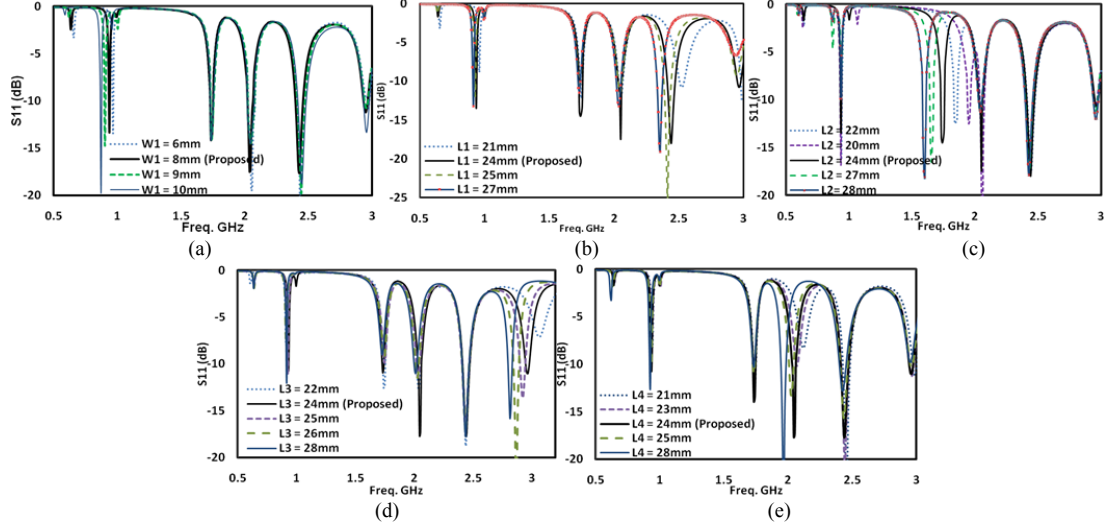 0
-5
-10
-15
-20
S11 (dB)
W1 = 6mm
W1 = 8mm (Proposed)
W1 = 9mm
W1 = 10mm
0.5 1 1.5 2 2.5 3
Freq. GHz
(a)
0
-5
-10
-15
-20
-25
S11 (dB)
L1 = 21mm
L1 = 24mm (Proposed)
L1 = 25mm
L1 = 27mm
0.5 1 1.5 2 2.5 3
Freq. GHz
(b)
0
-5
-10
-15
-20
S11 (dB)
L2 = 22mm
L2 = 20mm
L2 = 24mm (Proposed)
L2 = 27mm
L2 = 28mm
0.5 1 1.5 2 2.5 3
Freq. GHz
(c)
0
-5
-10
-15
-20
S11 (dB)
L3 = 22mm
L3 = 24mm (Proposed)
L3 = 25mm
L3 = 26mm
L3 = 28mm
0.5 1 1.5 2 2.5 3
Freq. GHz
(d)
0
-5
-10
-15
-20
S11 (dB)
L4 = 21mm
L4 = 23mm
L4 = 24mm (Proposed)
L4 = 25mm
L4 = 28mm
0.5 1 1.5 2 2.5 3
Freq. GHz
(e)